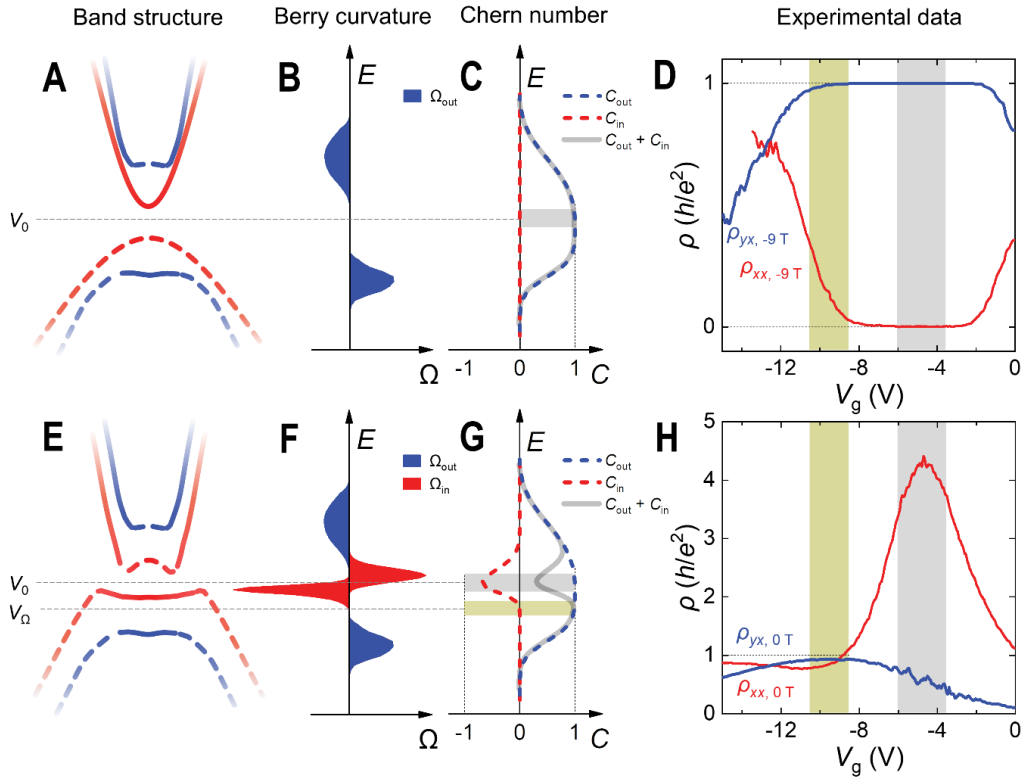 Band structure
Berry curvature
Chern number
Experimental data
A
B
E
Ω_out
C
E
C_out
C_in
C_out + C_in
D
1
0
ρ (h/e²)
ρ_yx, -9 T
ρ_xx, -9 T
V_0
Ω
-1 0 1 C
-12 -8 -4 0
V_g (V)
E
F
E
Ω_out
Ω_in
G
E
C_out
C_in
C_out + C_in
H
5
4
3
2
1
0
ρ (h/e²)
ρ_yx, 0 T
ρ_xx, 0 T
V_0
V_Ω
Ω
-1 0 1 C
-12 -8 -4 0
V_g (V)